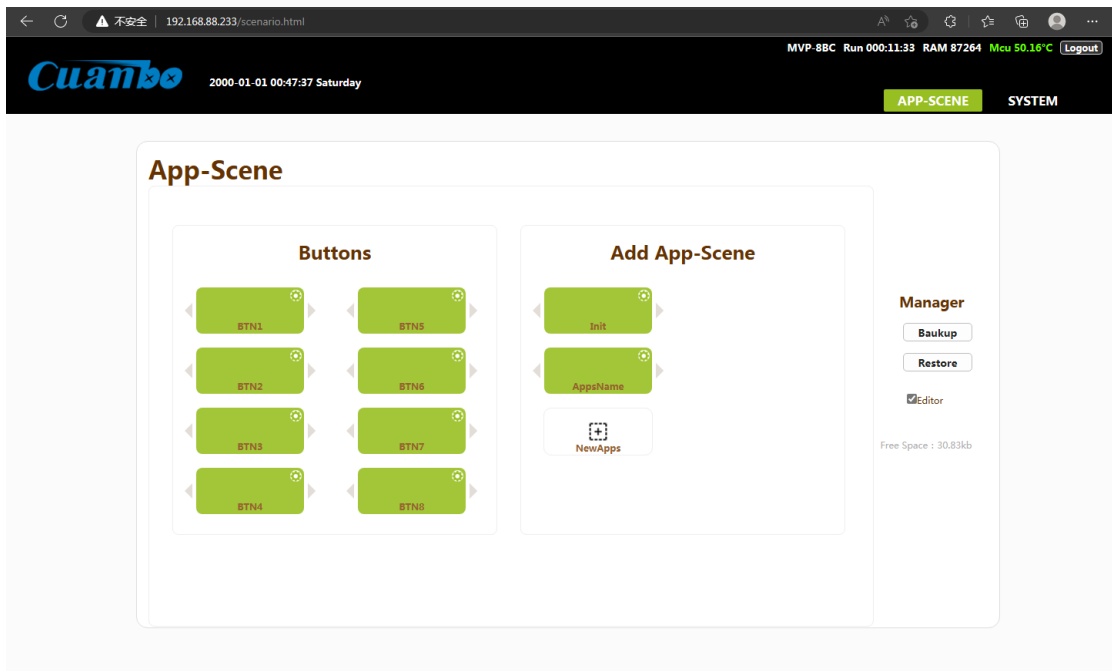 不安全 | 192.168.88.233/scenario.html
MVP-8BC Run 000:11:33 RAM 87264 Mcu 50.16°C Logout
Cuanbo
2000-01-01 00:47:37 Saturday
APP-SCENE SYSTEM
App-Scene
Buttons
BTN1 BTN5
BTN2 BTN6
BTN3 BTN7
BTN4 BTN8
Add App-Scene
Init
AppsName
NewApps
Manager
Baukup
Restore
Editor
Free Space : 30.83kb